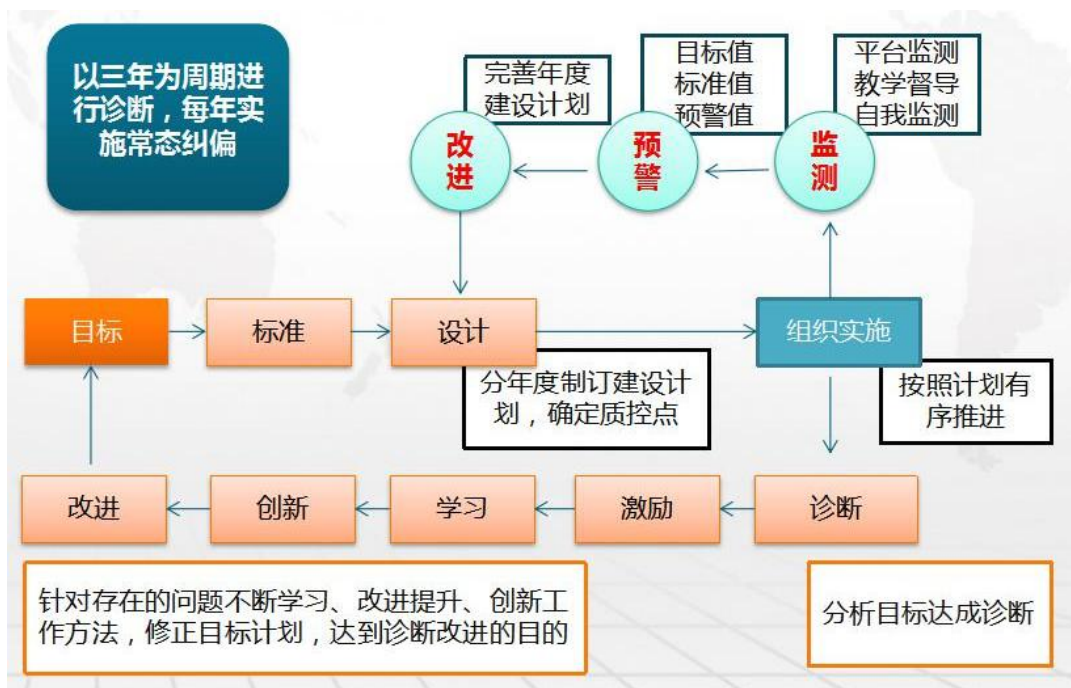 以三年为周期进
行诊断，每年实
施常态纠偏
完善年度
建设计划
目标值
标准值
预警值
平台监测
教学督导
自我监测
改
进
预
警
监
测
目标
标准
设计
组织实施
分年度制订建设计
划，确定质控点
按照计划有
序推进
改进
创新
学习
激励
诊断
针对存在的问题不断学习、改进提升、创新工
作方法，修正目标计划，达到诊断改进的目的
分析目标达成诊断